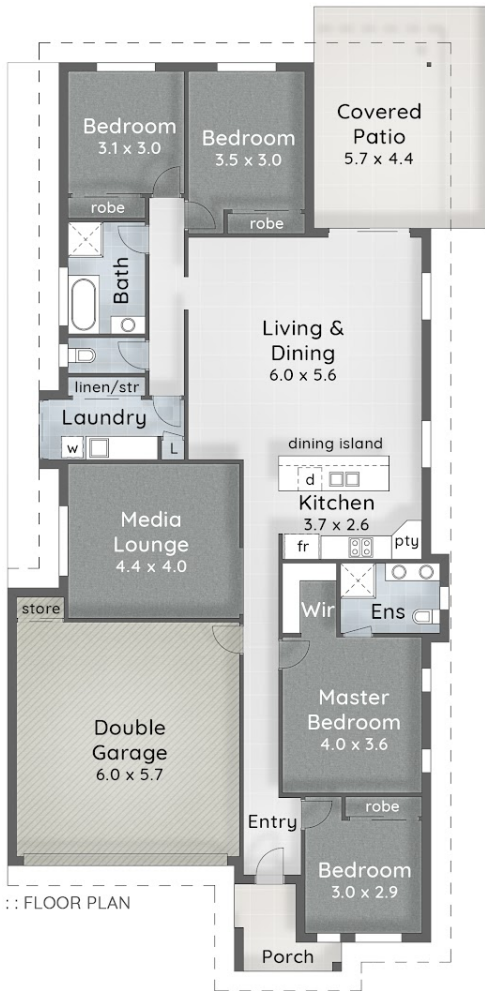 Covered
Patio
5.7 x 4.4
Bedroom
3.1 x 3.0
Bedroom
3.5 x 3.0
robe
robe
Bath
Living &
Dining
6.0 x 5.6
linen/str
Laundry
w
L
dining island
d
Kitchen
3.7 x 2.6
fr
pty
Media
Lounge
4.4 x 4.0
store
Wir
Ens
Double
Garage
6.0 x 5.7
Master
Bedroom
4.0 x 3.6
robe
Entry
Bedroom
3.0 x 2.9
:: FLOOR PLAN
Porch